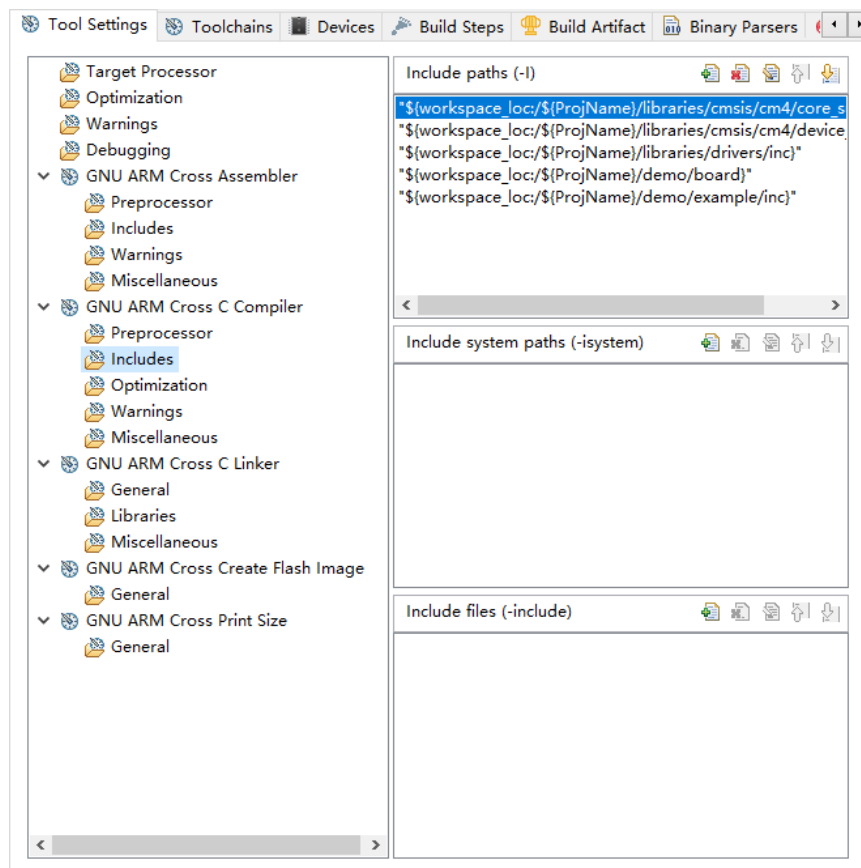 Tool Settings Toolchains Devices Build Steps Build Artifact Binary Parsers
Target Processor
Optimization
Warnings
Debugging
GNU ARM Cross Assembler
Preprocessor
Includes
Warnings
Miscellaneous
GNU ARM Cross C Compiler
Preprocessor
Includes
Optimization
Warnings
Miscellaneous
GNU ARM Cross C Linker
General
Libraries
Miscellaneous
GNU ARM Cross Create Flash Image
General
GNU ARM Cross Print Size
General
Include paths (-I)
"${workspace_loc:/${ProjName}/libraries/cmsis/cm4/core_s
"${workspace_loc:/${ProjName}/libraries/cmsis/cm4/device_
"${workspace_loc:/${ProjName}/libraries/drivers/inc}"
"${workspace_loc:/${ProjName}/demo/board}"
"${workspace_loc:/${ProjName}/demo/example/inc}"
Include system paths (-isystem)
Include files (-include)